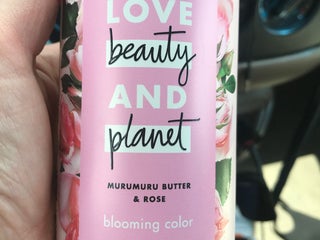 LOVE
beauty
AND
planet
MURUMURU BUTTER
& ROSE
blooming color